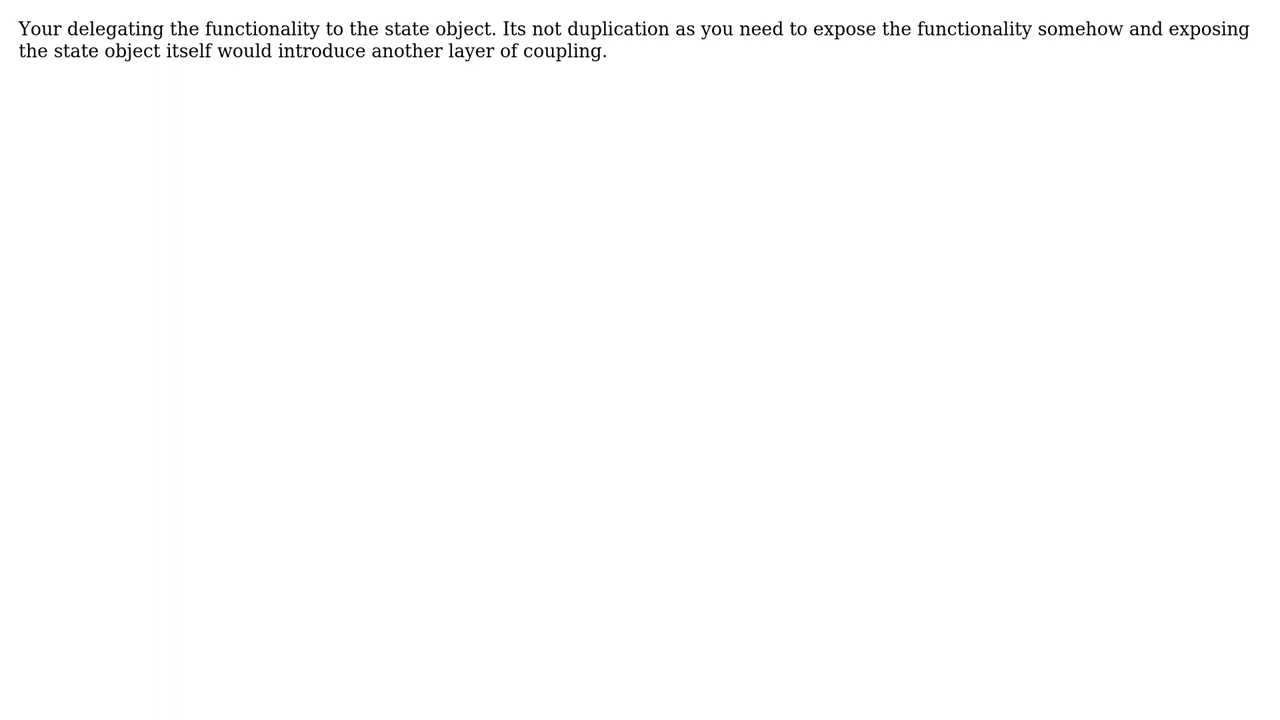 Your delegating the functionality to the state object. Its not duplication as you need to expose the functionality somehow and exposing
the state object itself would introduce another layer of coupling.